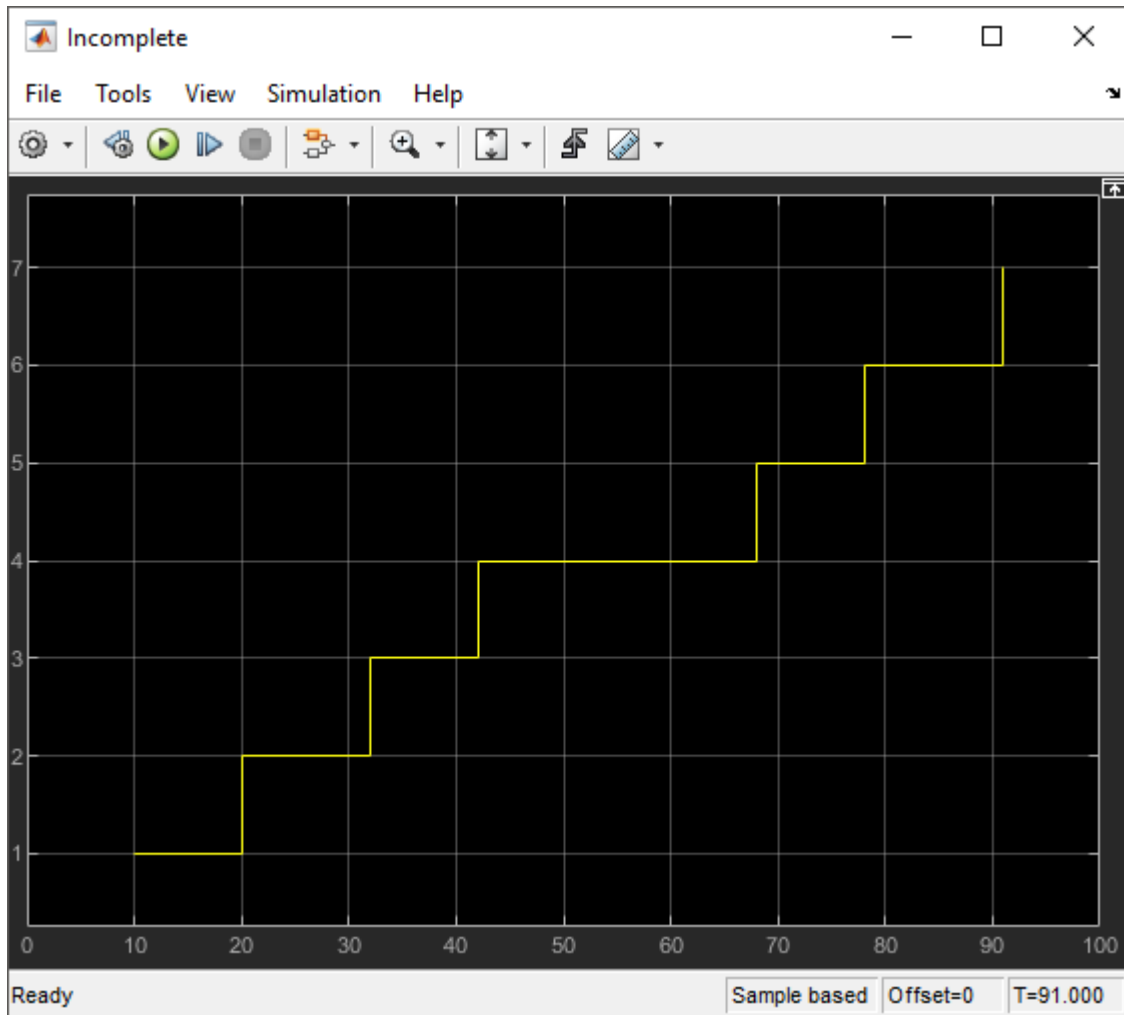 Incomplete
File Tools View Simulation Help
7
6
5
4
3
2
1
0 10 20 30 40 50 60 70 80 90 100
Ready Sample based Offset=0 T=91.000